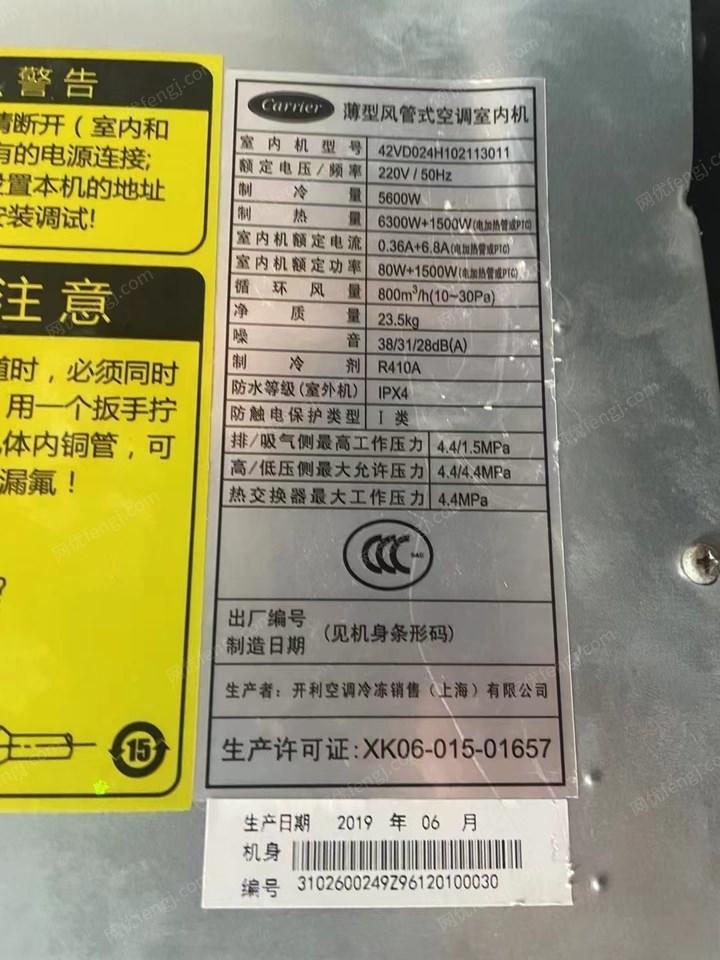 警告
断开（室内和
有的电源连接;
设置本机的地址
安装调试!
注意
随时，必须同时
用一个扳手拧
体内铜管，可
漏氟！
15
Carrier 薄型风管式空调室内机
室内机型号 42VD024H102113011
额定电压/频率 220V / 50Hz
制冷量 5600W
制热量 6300W+1500W(电加热管或PTC)
室内机额定电流 0.36A+6.8A(电加热管或PTC)
室内机额定功率 80W+1500W(电加热管或PTC)
循环风量 800m³/h(10~30Pa)
净质量 23.5kg
噪音 38/31/28dB(A)
制冷剂 R410A
防水等级(室外机) IPX4
防触电保护类型 I 类
排/吸气侧最高工作压力 4.4/1.5MPa
高/低压侧最大允许压力 4.4/4.4MPa
热交换器最大工作压力 4.4MPa
CCC S&E
出厂编号
制造日期 (见机身条形码)
生产者：开利空调冷冻销售（上海）有限公司
生产许可证:XK06-015-01657
生产日期 2019 年 06 月
机身
编号 3102600249Z96120100030
网优fengj.com